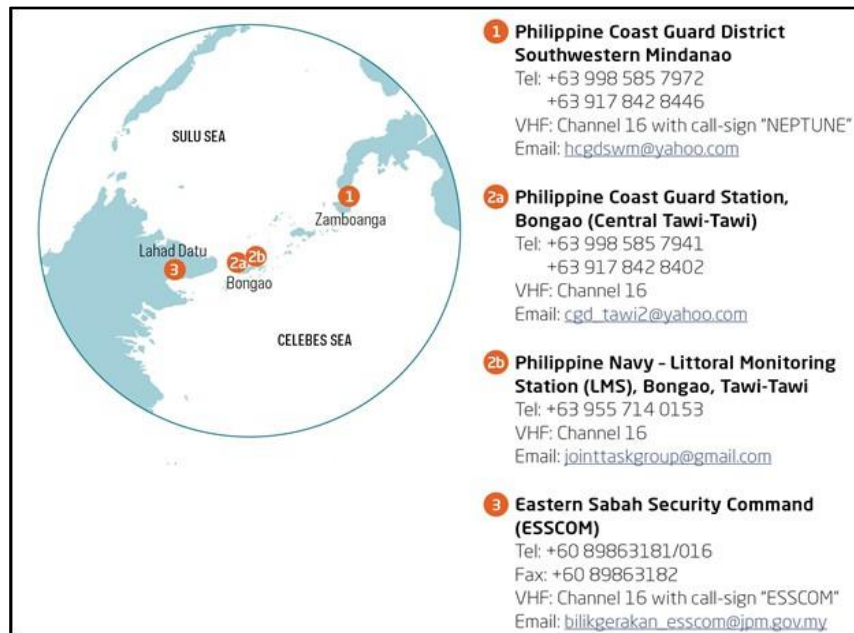 SULU SEA
1
Zamboanga
Lahad Datu
3
2a
2b
Bongao
CELEBES SEA
1 Philippine Coast Guard District
Southwestern Mindanao
Tel: +63 998 585 7972
+63 917 842 8446
VHF: Channel 16 with call-sign "NEPTUNE"
Email: hcgdswm@yahoo.com
2a Philippine Coast Guard Station,
Bongao (Central Tawi-Tawi)
Tel: +63 998 585 7941
+63 917 842 8402
VHF: Channel 16
Email: cgd_tawi2@yahoo.com
2b Philippine Navy - Littoral Monitoring
Station (LMS), Bongao, Tawi-Tawi
Tel: +63 955 714 0153
VHF: Channel 16
Email: jointtaskgroup@gmail.com
3 Eastern Sabah Security Command
(ESSCOM)
Tel: +60 89863181/016
Fax: +60 89863182
VHF: Channel 16 with call-sign "ESSCOM"
Email: bilikgerakan_esscom@jpm.gov.my